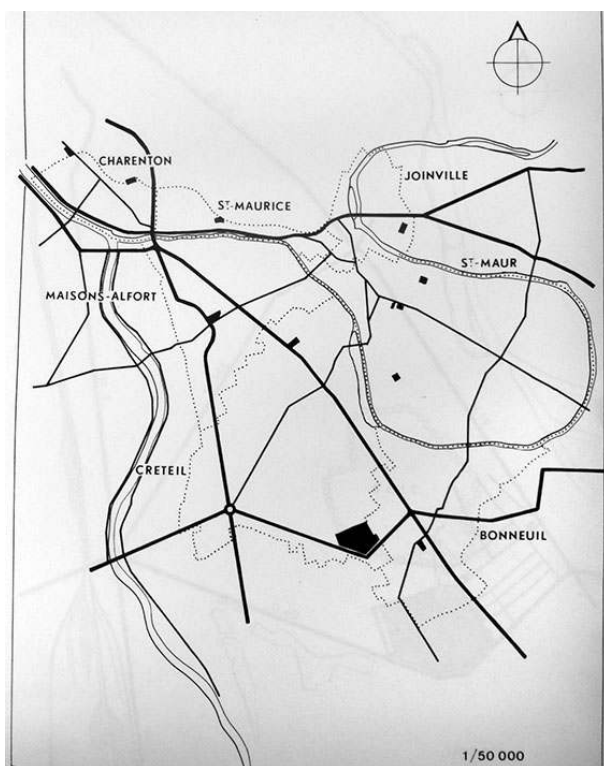 CHARENTON
JOINVILLE
ST-MAURICE
ST-MAUR
MAISONS-ALFORT
CRETEIL
BONNEUIL
1/50 000